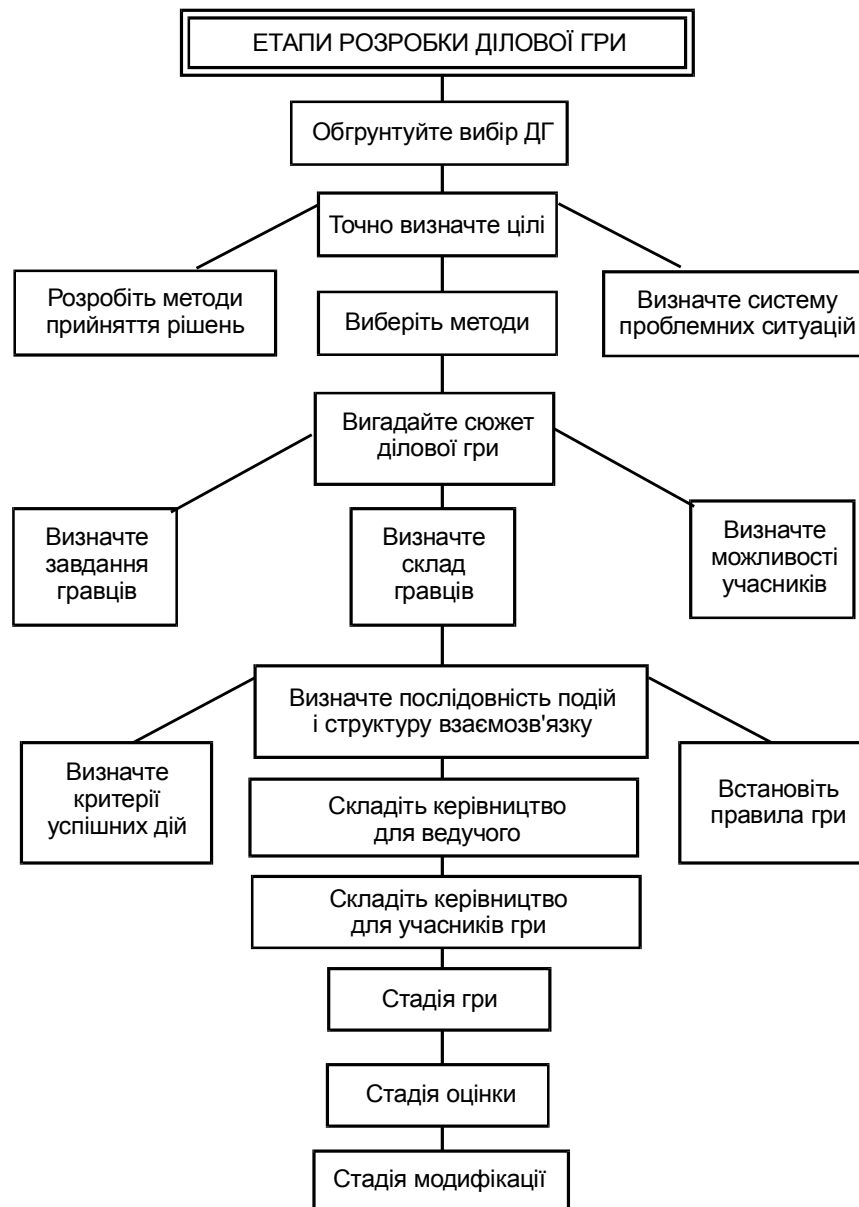 ЕТАПИ РОЗРОБКИ ДІЛОВОЇ ГРИ
Обгрунтуйте вибір ДГ
Точно визначте цілі
Розробіть методи
прийняття рішень
Виберіть методи
Визначте систему
проблемних ситуацій
Вигадайте сюжет
ділової гри
Визначте
завдання
гравців
Визначте
склад
гравців
Визначте
можливості
учасників
Визначте послідовність подій
і структуру взаємозв'язку
Визначте
критерії
успішних дій
Складіть керівництво
для ведучого
Встановіть
правила гри
Складіть керівництво
для учасників гри
Стадія гри
Стадія оцінки
Стадія модифікації